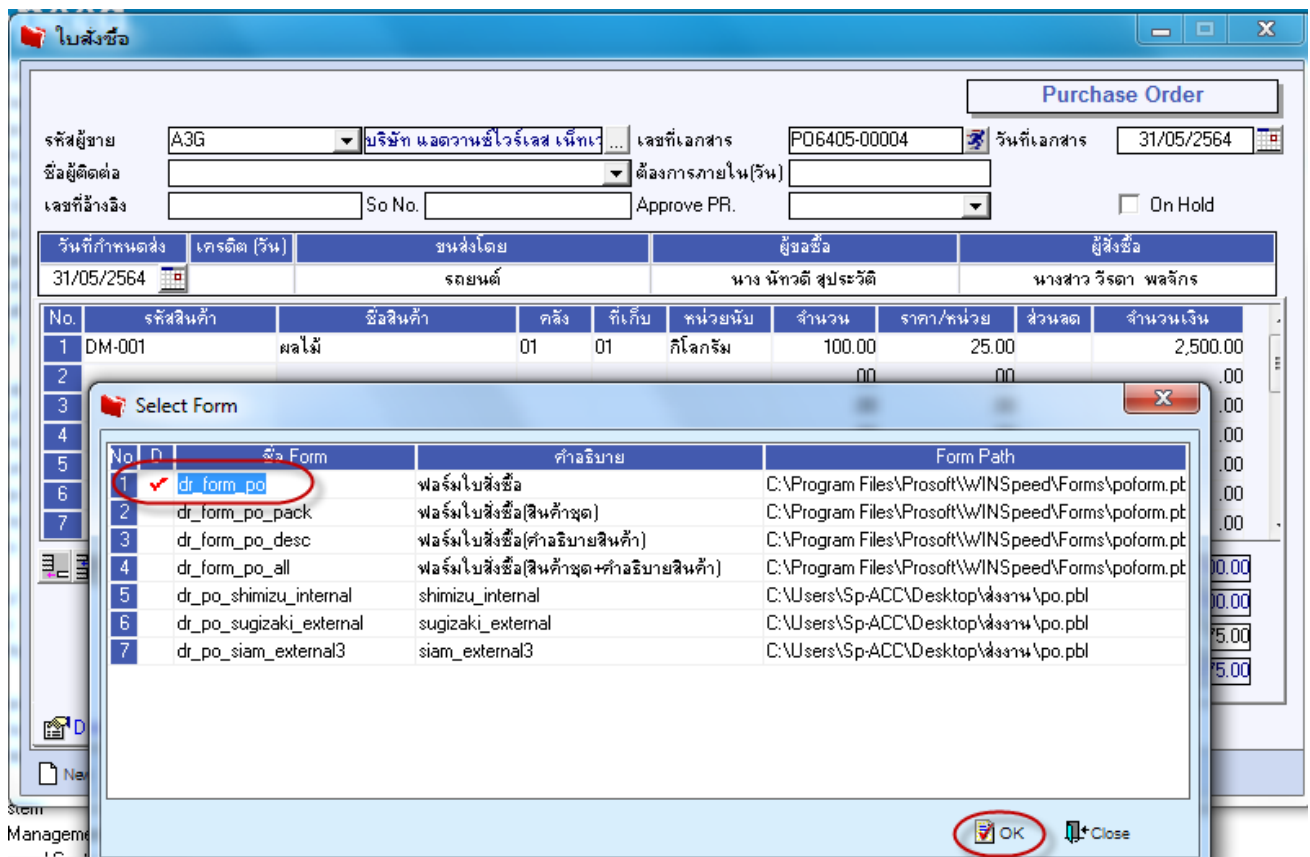 ใบสั่งซื้อ
Purchase Order
รหัสผู้ขาย A3G บริษัท แอดวานซ์ไวร์เลส เน็ทเว ... เลขที่เอกสาร PO6405-00004 วันที่เอกสาร 31/05/2564
ชื่อผู้ติดต่อ ต้องการภายใน(วัน)
เลขที่อ้างอิง So No. Approve PR. On Hold
วันที่กำหนดส่ง เครดิต (วัน) ขนส่งโดย ผู้ขอซื้อ ผู้สั่งซื้อ
31/05/2564 รถยนต์ นาง นัทวดี สุประวัติ นางสาว วีรดา พลจักร
No. รหัสสินค้า ชื่อสินค้า คลัง ที่เก็บ หน่วยนับ จำนวน ราคา/หน่วย ส่วนลด จำนวนเงิน
1 DM-001 ผลไม้ 01 01 กิโลกรัม 100.00 25.00 2,500.00
2 .00 .00 .00
3 .00
4 .00
5 .00
6 .00
7 .00
Select Form
No D ชื่อ Form คำอธิบาย Form Path
1 dr_form_po ฟอร์มใบสั่งซื้อ C:\Program Files\Prosoft\WINSpeed\Forms\poform.pb
2 dr_form_po_pack ฟอร์มใบสั่งซื้อ(สินค้าชุด) C:\Program Files\Prosoft\WINSpeed\Forms\poform.pb
3 dr_form_po_desc ฟอร์มใบสั่งซื้อ(คำอธิบายสินค้า) C:\Program Files\Prosoft\WINSpeed\Forms\poform.pb
4 dr_form_po_all ฟอร์มใบสั่งซื้อ(สินค้าชุด+คำอธิบายสินค้า) C:\Program Files\Prosoft\WINSpeed\Forms\poform.pb
5 dr_po_shimizu_internal shimizu_internal C:\Users\Sp-ACC\Desktop\ส่งงาน\po.pbl
6 dr_po_sugizaki_external sugizaki_external C:\Users\Sp-ACC\Desktop\ส่งงาน\po.pbl
7 dr_po_siam_external3 siam_external3 C:\Users\Sp-ACC\Desktop\ส่งงาน\po.pbl
00.00
00.00
75.00
75.00
D
New
stem
Manageme
OK Close